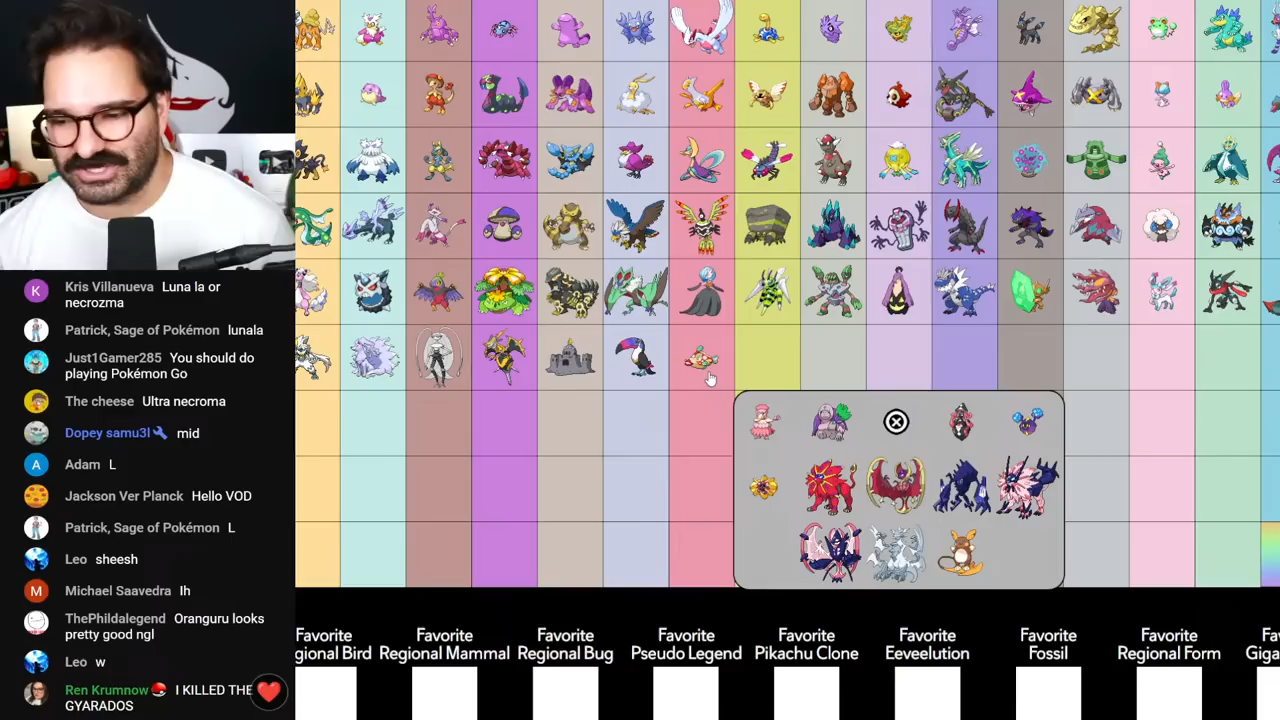 K Kris Villanueva Luna la or
necrozma
Patrick, Sage of Pokémon lunala
Just1Gamer285 You should do
playing Pokémon Go
The cheese Ultra necroma
Dopey samu3l mid
A Adam L
Jackson Ver Planck Hello VOD
Patrick, Sage of Pokémon L
Leo sheesh
M Michael Saavedra Ih
ThePhildalegend Oranguru looks
pretty good ngl
Leo w
Ren Krumnow I KILLED THE
GYARADOS
Favorite
gional Bird
Favorite
Regional Mammal
Favorite
Regional Bug
Favorite
Pseudo Legend
Favorite
Pikachu Clone
Favorite
Eeveelution
Favorite
Fossil
Favorite
Regional Form
Fa
Giga